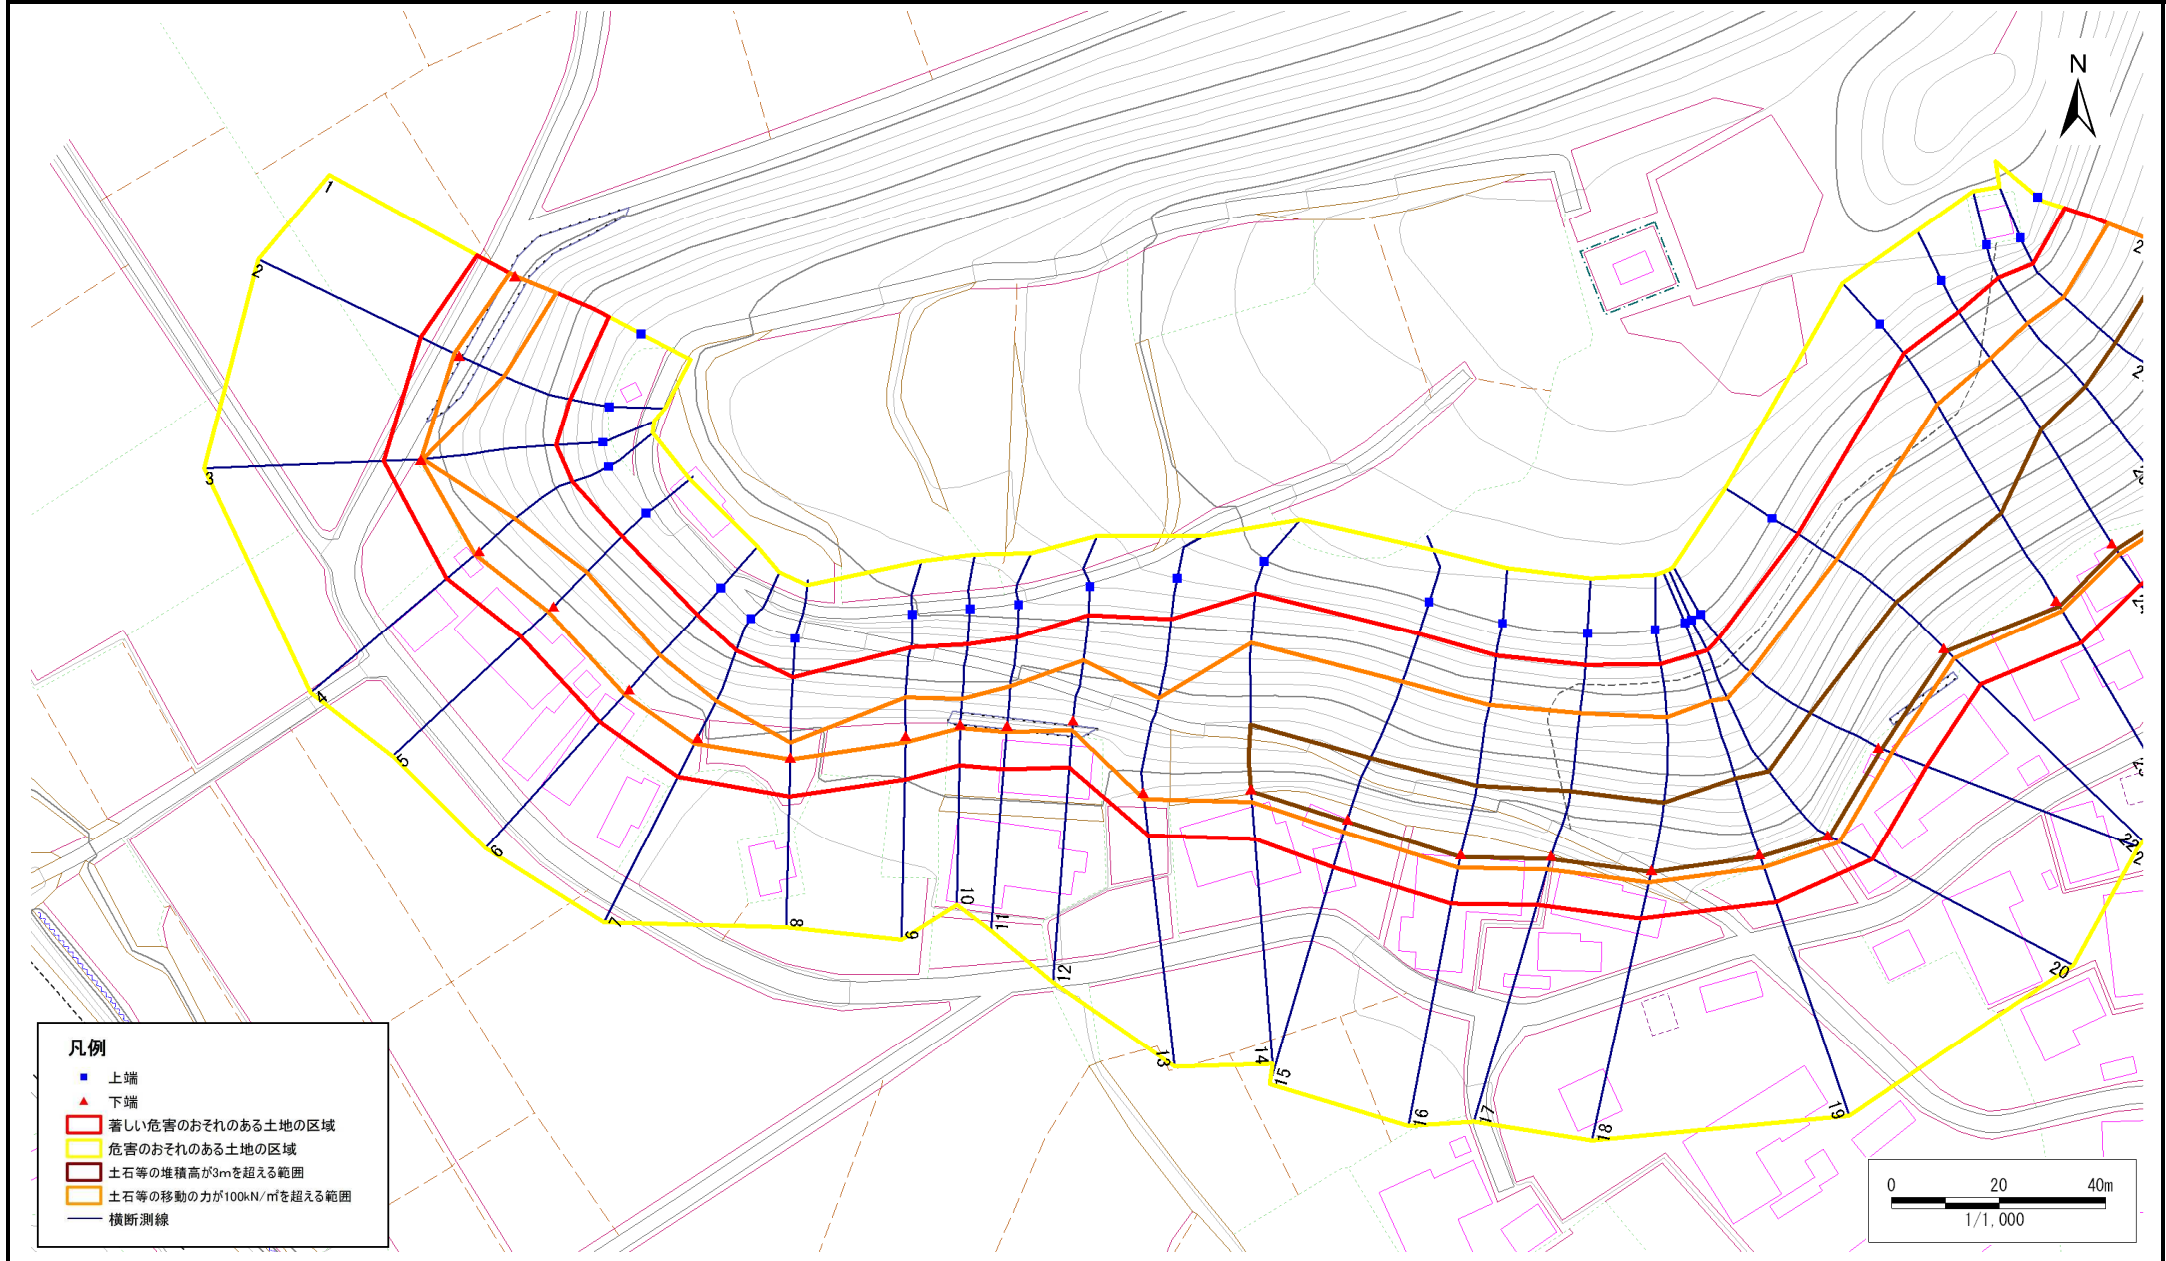 N
1
2
3
4
5
6
7
8
9
10
11
12
13
14
15
16
17
18
19
20
凡例
上端
下端
著しい危害のおそれのある土地の区域
危害のおそれのある土地の区域
土石等の堆積高が3mを超える範囲
土石等の移動の力が100kN/㎡を超える範囲
横断測線
0 20 40m
1/1,000